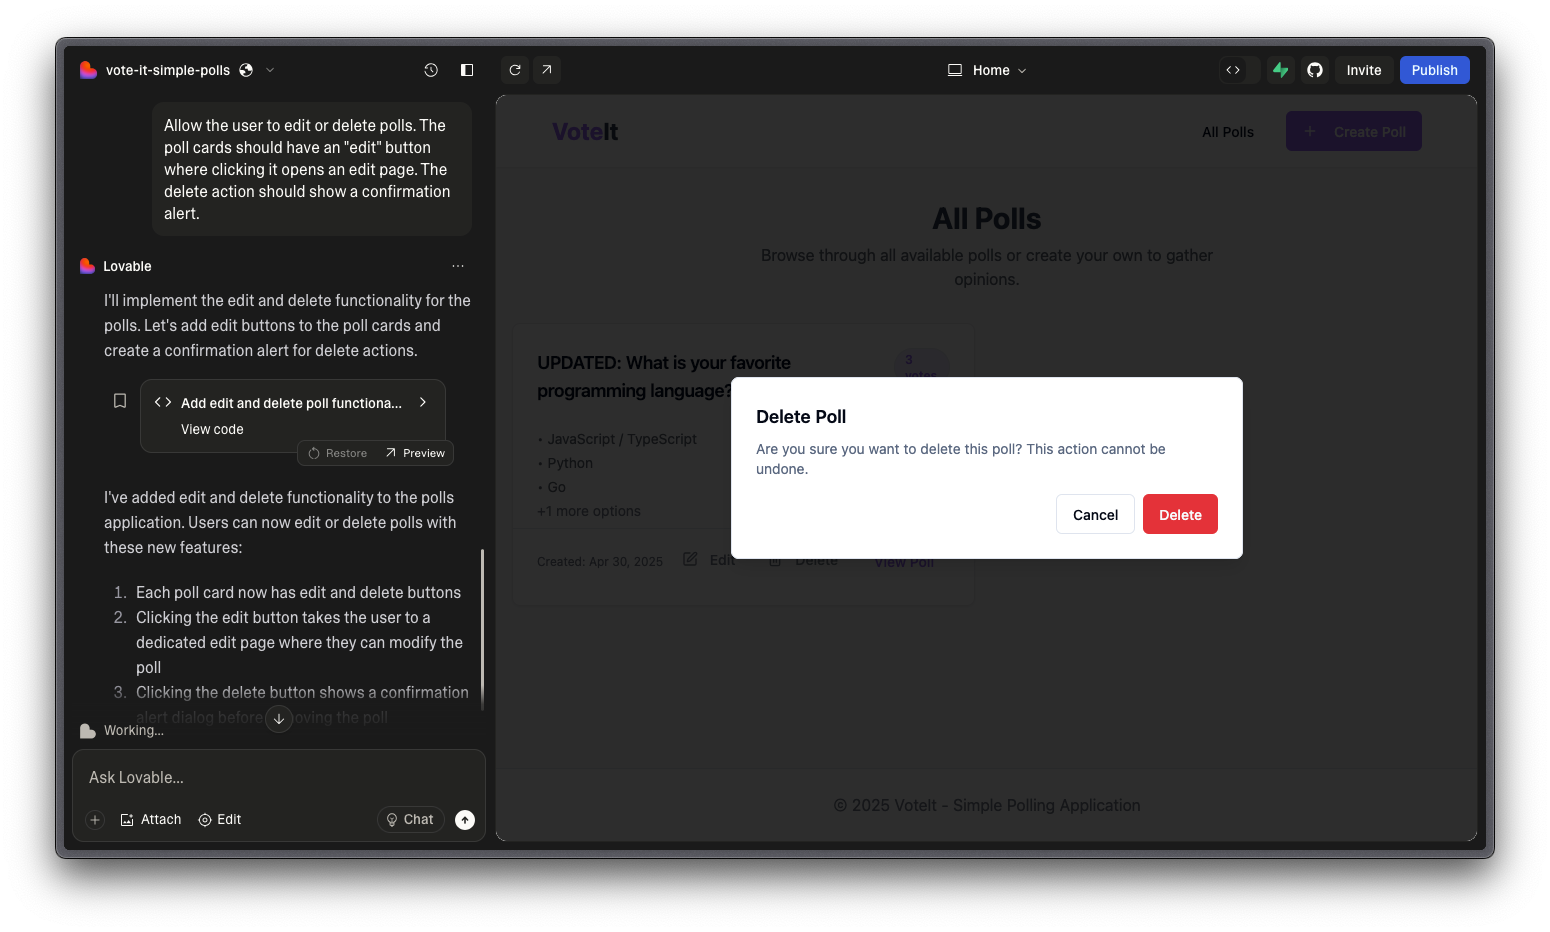 vote-it-simple-polls
Home
Invite
Publish
Allow the user to edit or delete polls. The
poll cards should have an "edit" button
where clicking it opens an edit page. The
delete action should show a confirmation
alert.
Lovable
I'll implement the edit and delete functionality for the
polls. Let's add edit buttons to the poll cards and
create a confirmation alert for delete actions.
Add edit and delete poll functiona...
View code
Restore
Preview
I've added edit and delete functionality to the polls
application. Users can now edit or delete polls with
these new features:
1. Each poll card now has edit and delete buttons
2. Clicking the edit button takes the user to a
dedicated edit page where they can modify the
poll
3. Clicking the delete button shows a confirmation
alert dialog before removing the poll
Working...
Ask Lovable...
Attach
Edit
Chat
VoteIt
All Polls
Create Poll
All Polls
Browse through all available polls or create your own to gather
opinions.
UPDATED: What is your favorite
programming language?
3
votes
• JavaScript / TypeScript
• Python
• Go
+1 more options
Created: Apr 30, 2025
Edit
Delete
View Poll
Delete Poll
Are you sure you want to delete this poll? This action cannot be
undone.
Cancel
Delete
© 2025 VoteIt - Simple Polling Application